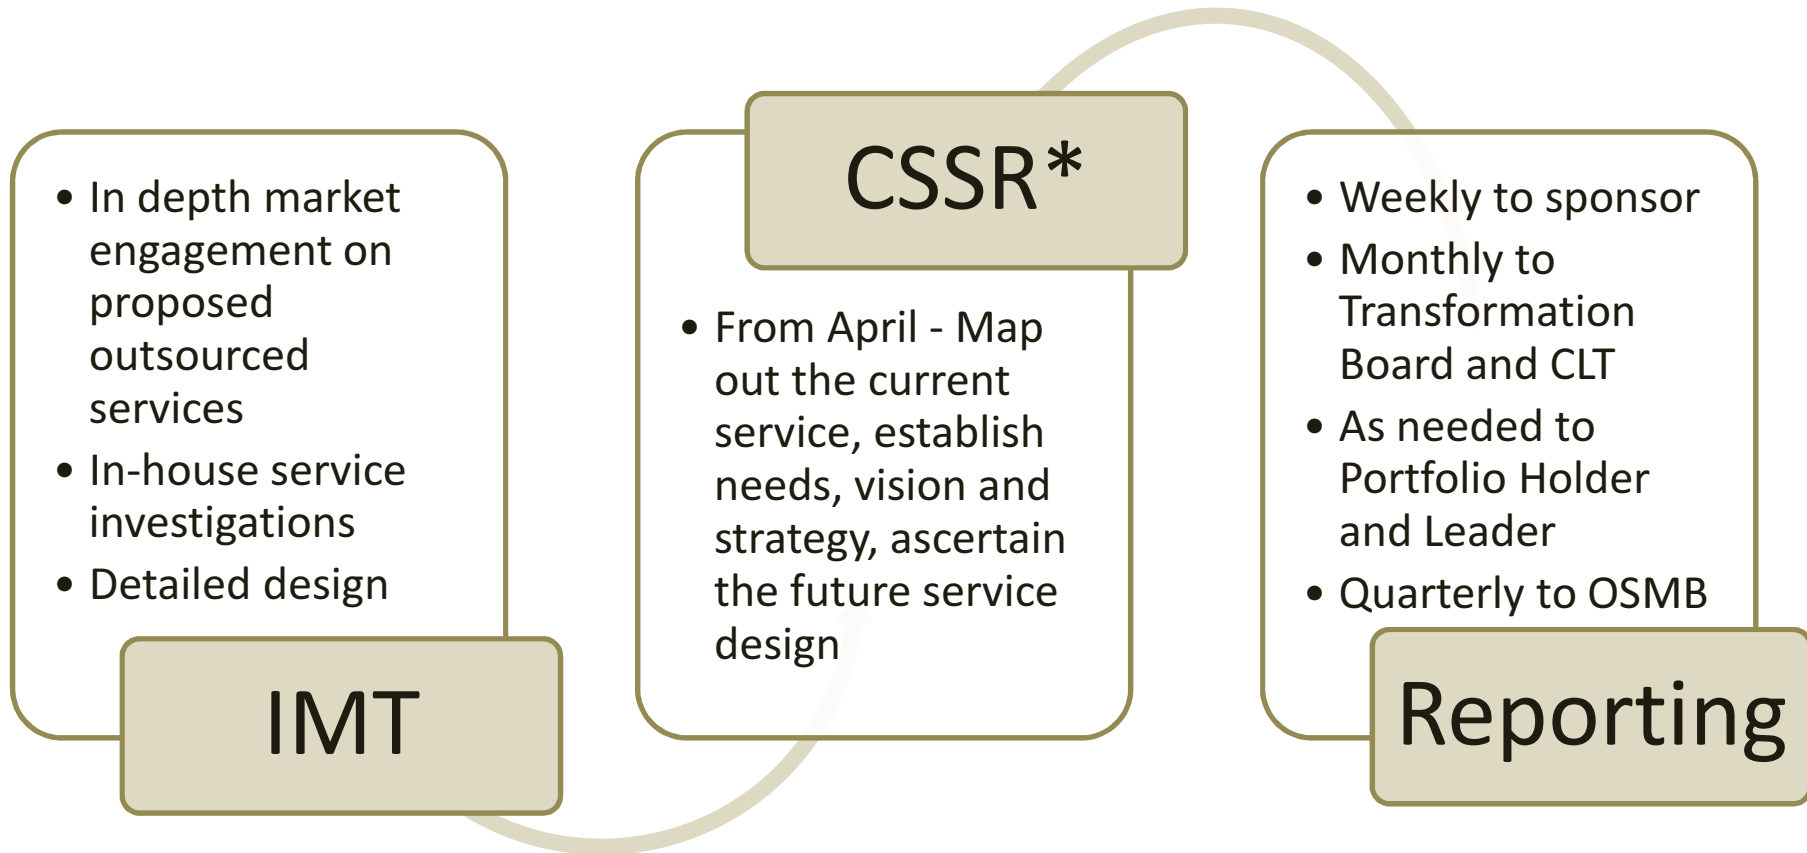 • In depth market
engagement on
proposed
outsourced
services
• In-house service
investigations
• Detailed design
IMT
CSSR*
• From April - Map
out the current
service, establish
needs, vision and
strategy, ascertain
the future service
design
• Weekly to sponsor
• Monthly to
Transformation
Board and CLT
• As needed to
Portfolio Holder
and Leader
• Quarterly to OSMB
Reporting